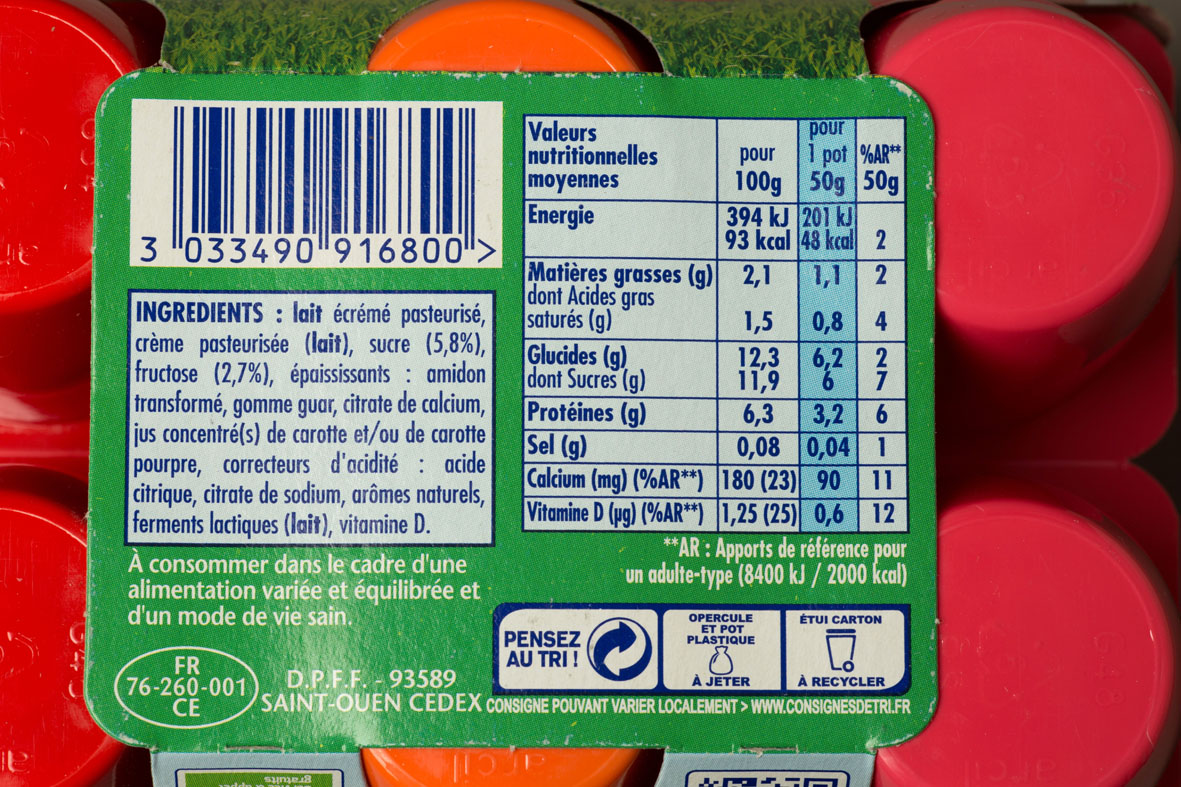 3 033490 916800 >
INGREDIENTS : lait écrémé pasteurisé,
crème pasteurisée (lait), sucre (5,8%),
fructose (2,7%), épaississants : amidon
transformé, gomme guar, citrate de calcium,
jus concentré(s) de carotte et/ou de carotte
pourpre, correcteurs d'acidité : acide
citrique, citrate de sodium, arômes naturels,
ferments lactiques (lait), vitamine D.
À consommer dans le cadre d'une
alimentation variée et équilibrée et
d'un mode de vie sain.
FR
76-260-001
CE
D.P.F.F. - 93589
SAINT-OUEN CEDEX
Valeurs
nutritionnelles
moyennes
pour
100g
pour
1 pot
50g
%AR**
50g
Energie
394 kJ 201 kJ
93 kcal 48 kcal 2
Matières grasses (g) 2,1 1,1 2
dont Acides gras
saturés (g) 1,5 0,8 4
Glucides (g) 12,3 6,2 2
dont Sucres (g) 11,9 6 7
Protéines (g) 6,3 3,2 6
Sel (g) 0,08 0,04 1
Calcium (mg) (%AR**) 180 (23) 90 11
Vitamine D (µg) (%AR**) 1,25 (25) 0,6 12
**AR : Apports de référence pour
un adulte-type (8400 kJ / 2000 kcal)
PENSEZ
AU TRI !
OPERCULE
ET POT
PLASTIQUE
À JETER
ÉTUI CARTON
À RECYCLER
CONSIGNE POUVANT VARIER LOCALEMENT > WWW.CONSIGNESDETRI.FR
gratuits